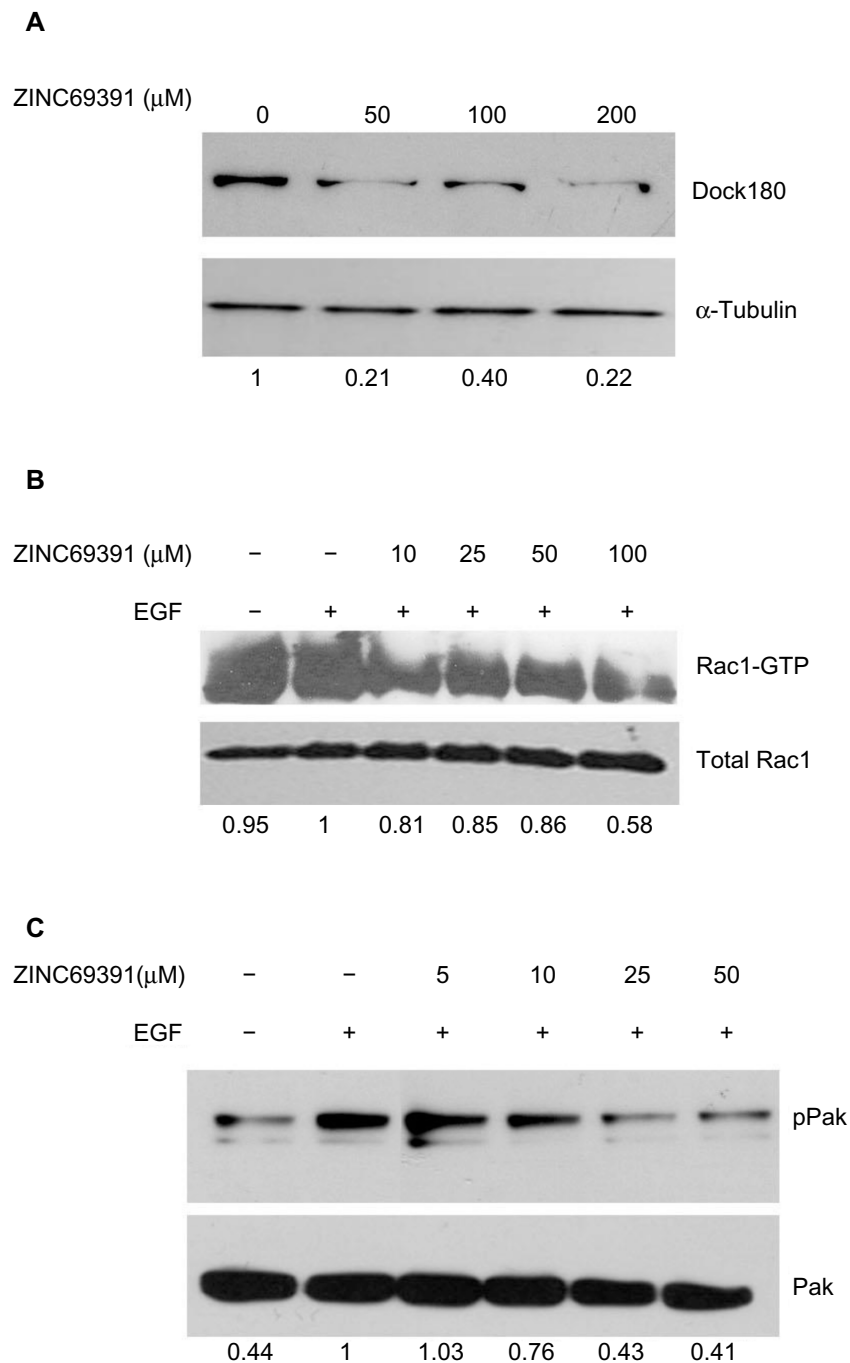 A
ZINC69391 (μM) 0 50 100 200
Dock180
α-Tubulin
1 0.21 0.40 0.22
B
ZINC69391 (μM) − − 10 25 50 100
EGF − + + + + +
Rac1-GTP
Total Rac1
0.95 1 0.81 0.85 0.86 0.58
C
ZINC69391(μM) − − 5 10 25 50
EGF − + + + + +
pPak
Pak
0.44 1 1.03 0.76 0.43 0.41